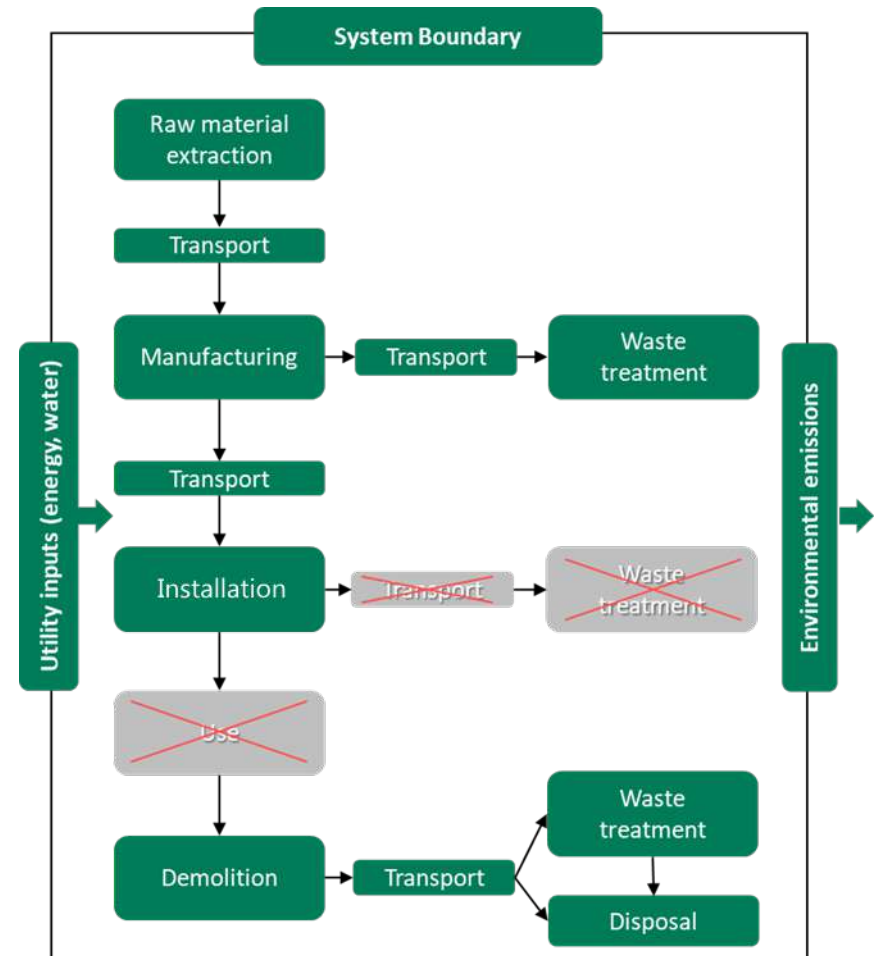 System Boundary
Raw material
extraction
Transport
Manufacturing
Transport
Waste
treatment
Transport
Installation
Transport
Waste
treatment
Use
Demolition
Transport
Waste
treatment
Disposal
Utility inputs (energy, water)
Environmental emissions